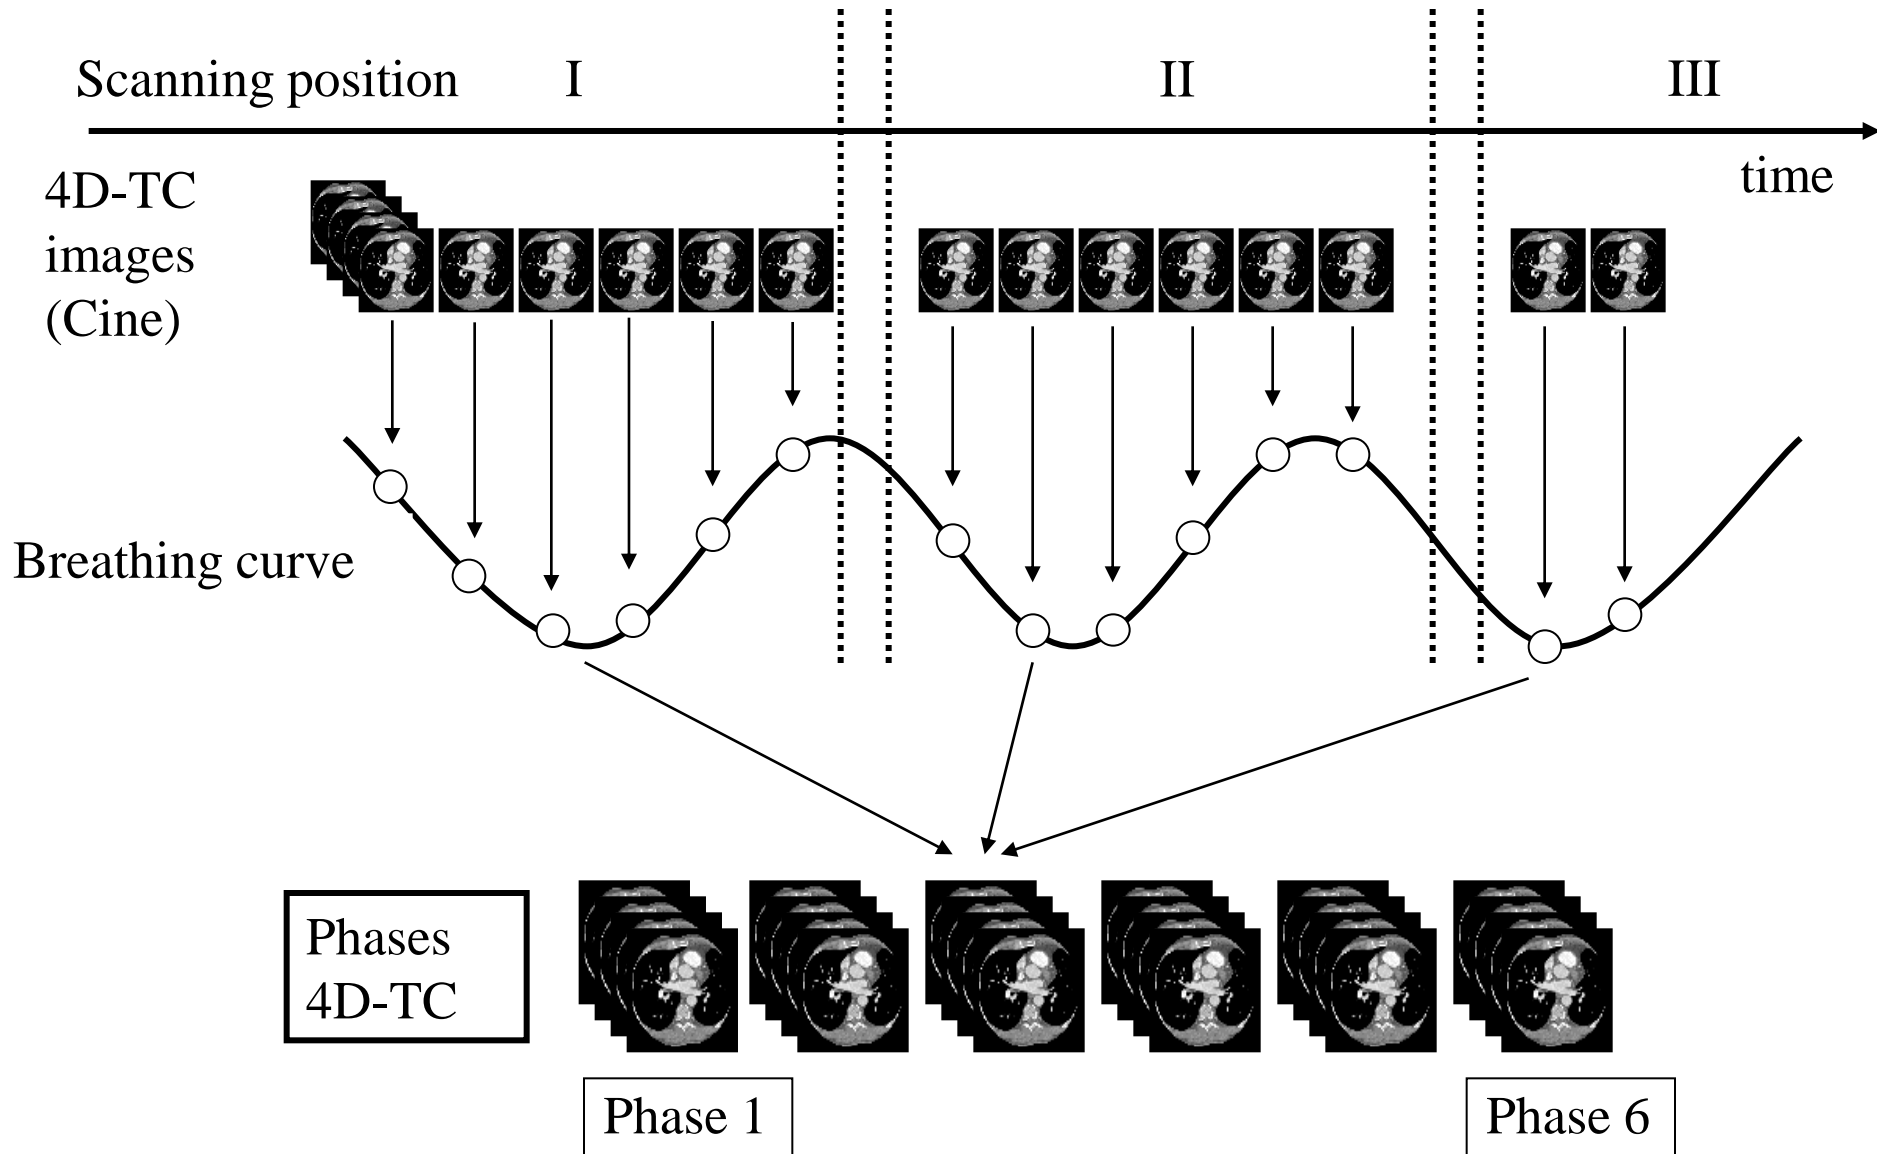 Scanning position I II III
time
4D-TC
images
(Cine)
Breathing curve
Phases
4D-TC
Phase 1
Phase 6